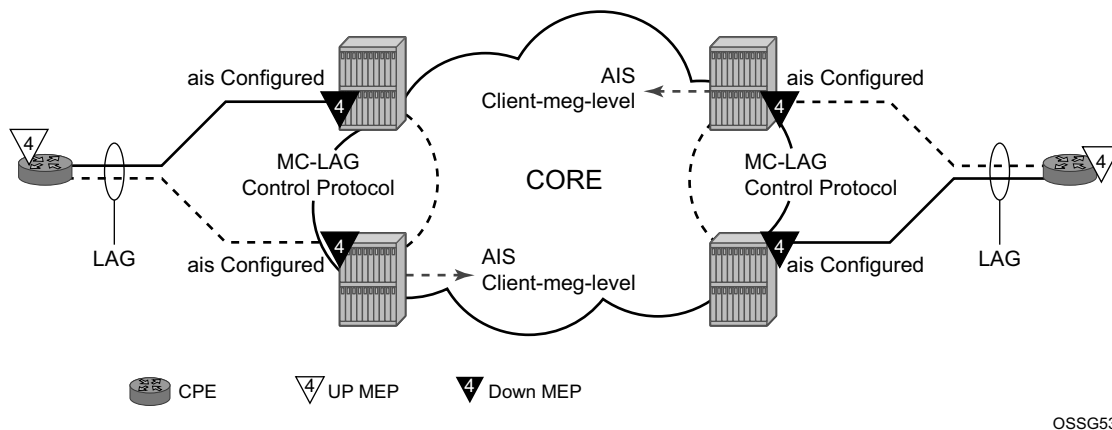 ais Configured
AIS
Client-meg-level
ais Configured
4
4
4
4
MC-LAG
Control Protocol
CORE
MC-LAG
Control Protocol
LAG
4
4
LAG
ais Configured
AIS
Client-meg-level
ais Configured
CPE
4
UP MEP
4
Down MEP
OSSG53